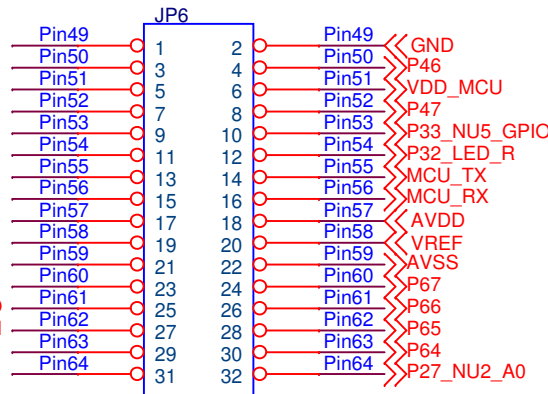 JP6
Pin49 1 2 Pin49 GND
Pin50 3 4 Pin50 P46
Pin51 5 6 Pin51 VDD_MCU
Pin52 7 8 Pin52 P47
Pin53 9 10 Pin53 P33_NU5_GPIO
Pin54 11 12 Pin54 P32_LED_R
Pin55 13 14 Pin55 MCU_TX
Pin56 15 16 Pin56 MCU_RX
Pin57 17 18 Pin57 AVDD
Pin58 19 20 Pin58 VREF
Pin59 21 22 Pin59 AVSS
Pin60 23 24 Pin60 P67
Pin61 25 26 Pin61 P66
Pin62 27 28 Pin62 P65
Pin63 29 30 Pin63 P64
Pin64 31 32 Pin64 P27_NU2_A0